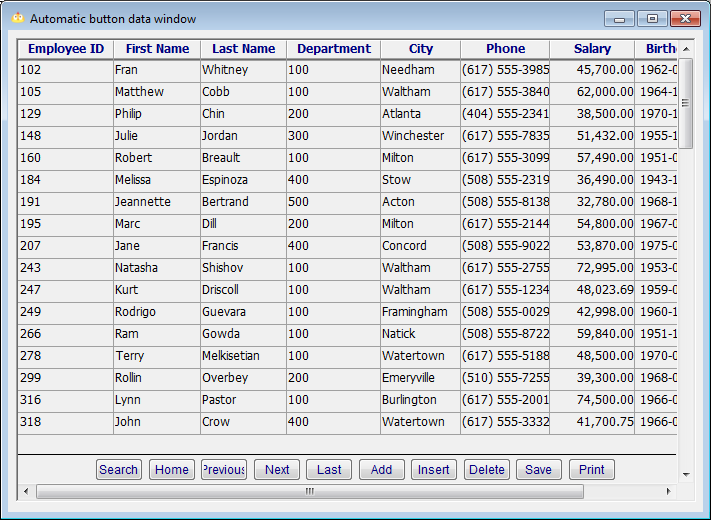 Automatic button data window
Employee ID First Name Last Name Department City Phone Salary Birth
102 Fran Whitney 100 Needham (617) 555-3985 45,700.00 1962-0
105 Matthew Cobb 100 Waltham (617) 555-3840 62,000.00 1964-1
129 Philip Chin 200 Atlanta (404) 555-2341 38,500.00 1970-1
148 Julie Jordan 300 Winchester (617) 555-7835 51,432.00 1955-1
160 Robert Breault 100 Milton (617) 555-3099 57,490.00 1951-0
184 Melissa Espinoza 400 Stow (508) 555-2319 36,490.00 1943-1
191 Jeannette Bertrand 500 Acton (508) 555-8138 32,780.00 1968-1
195 Marc Dill 200 Milton (617) 555-2144 54,800.00 1967-0
207 Jane Francis 400 Concord (508) 555-9022 53,870.00 1975-0
243 Natasha Shishov 100 Waltham (617) 555-2755 72,995.00 1953-0
247 Kurt Driscoll 100 Waltham (617) 555-1234 48,023.69 1959-0
249 Rodrigo Guevara 100 Framingham (508) 555-0029 42,998.00 1960-1
266 Ram Gowda 100 Natick (508) 555-8722 59,840.00 1951-1
278 Terry Melkisetian 100 Watertown (617) 555-5188 48,500.00 1970-0
299 Rollin Overbey 200 Emeryville (510) 555-7255 39,300.00 1968-0
316 Lynn Pastor 100 Burlington (617) 555-2001 74,500.00 1966-0
318 John Crow 400 Watertown (617) 555-3332 41,700.75 1966-0
Search Home Previous Next Last Add Insert Delete Save Print